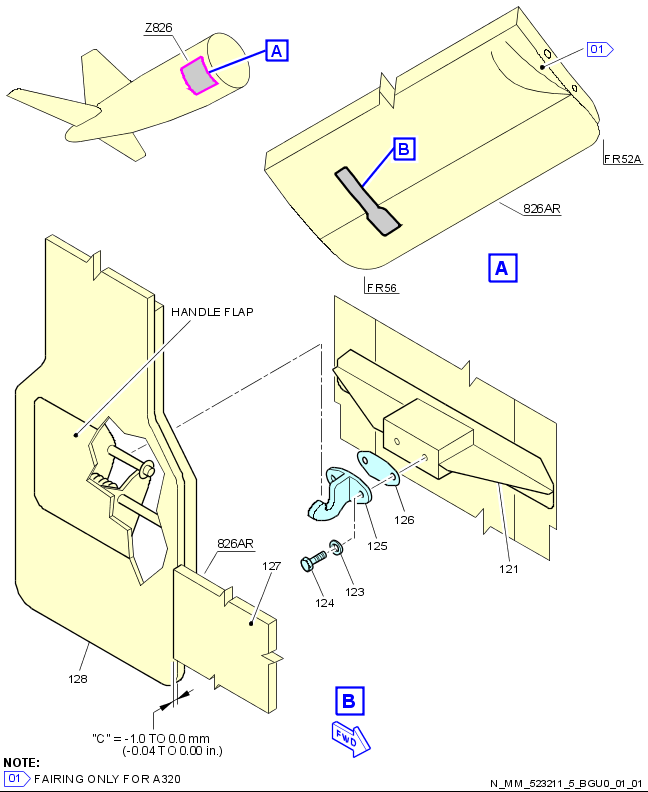 Z826
A
01
B
FR52A
826AR
A
FR56
HANDLE FLAP
126
125
121
826AR
127
123
124
128
B
FWD
"C" = -1.0 TO 0.0 mm
(-0.04 TO 0.00 in.)
NOTE:
01 FAIRING ONLY FOR A320
N_MM_523211_5_BGU0_01_01